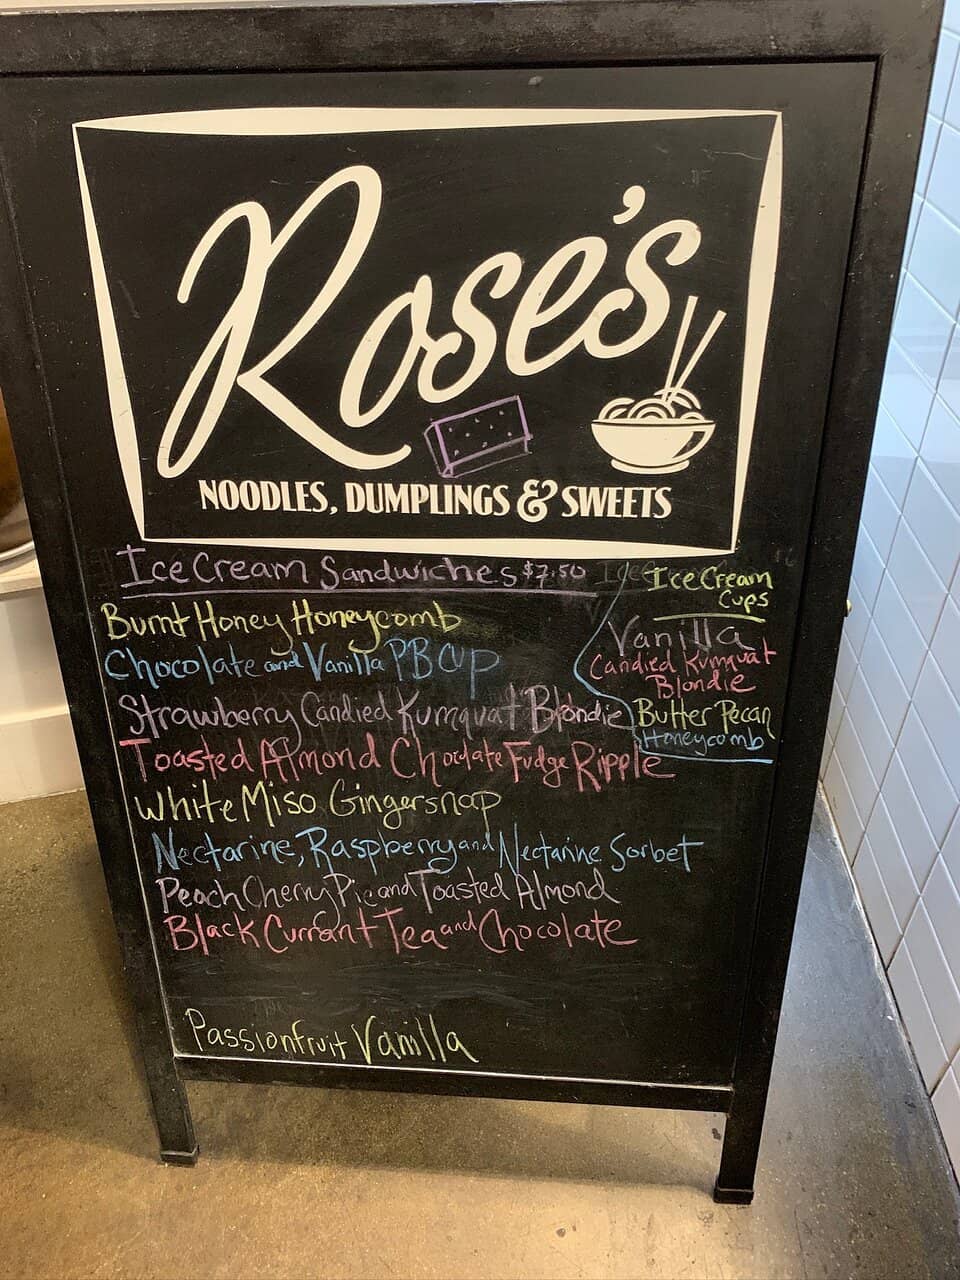 Rose's
NOODLES, DUMPLINGS & SWEETS
Ice Cream Sandwiches $7.50
Burnt Honey Honeycomb
Chocolate and Vanilla PB Cup
Strawberry Candied Kumquat Blondie
Toasted Almond Chocolate Fudge Ripple
White Miso Gingersnap
Nectarine, Raspberry and Nectarine Sorbet
Peach Cherry Pie and Toasted Almond
Black Currant Tea and Chocolate
Passionfruit Vanilla
Ice Cream
Cups
Vanilla
Candied Kumquat
Blondie
Butter Pecan
Honeycomb